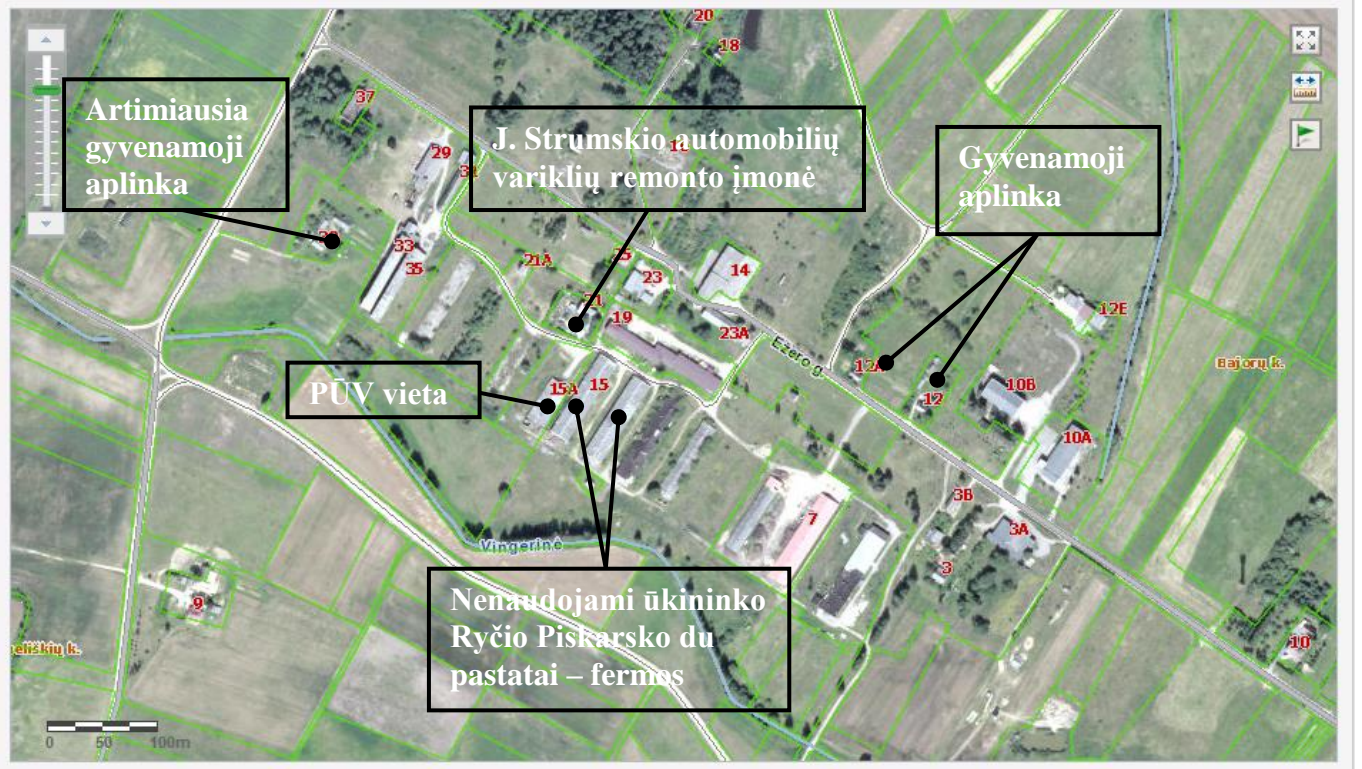 20
18
37
Artimiausia
gyvenamoji
aplinka
J. Strumskio automobilių
variklių remonto įmonė
Gyvenamoji
aplinka
29
31
33
35
21A
25
23
14
21
19
23A
12E
Ežero g.
12A
12
10B
Bajorų k.
PŪV vieta
15A
15
10A
3B
3A
7
3
Vingerinė
9
Nenaudojami ūkininko
Ryčio Piskarsko du
pastatai – fermos
eliškių k.
10
0 50 100m